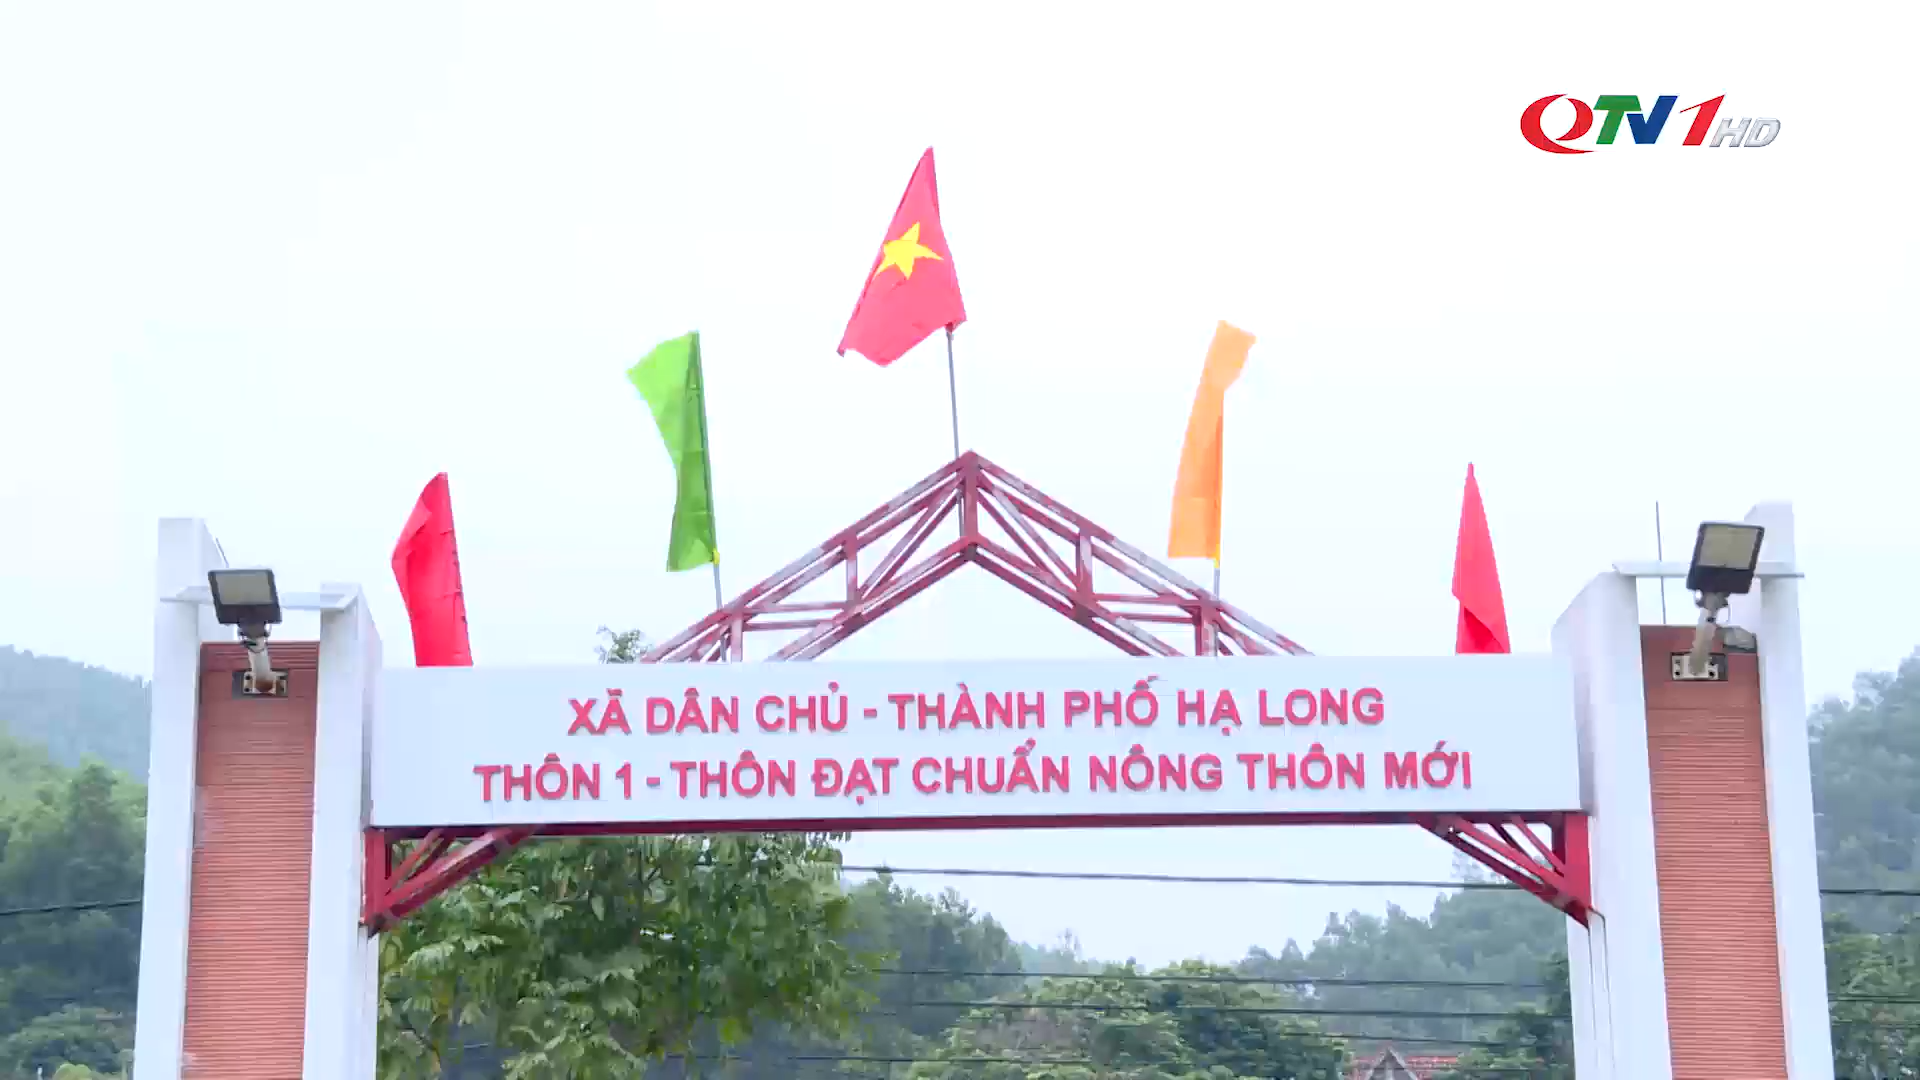 QTV1HD
XÃ DÂN CHỦ - THÀNH PHỐ HẠ LONG
THÔN 1 - THÔN ĐẠT CHUẨN NÔNG THÔN MỚI